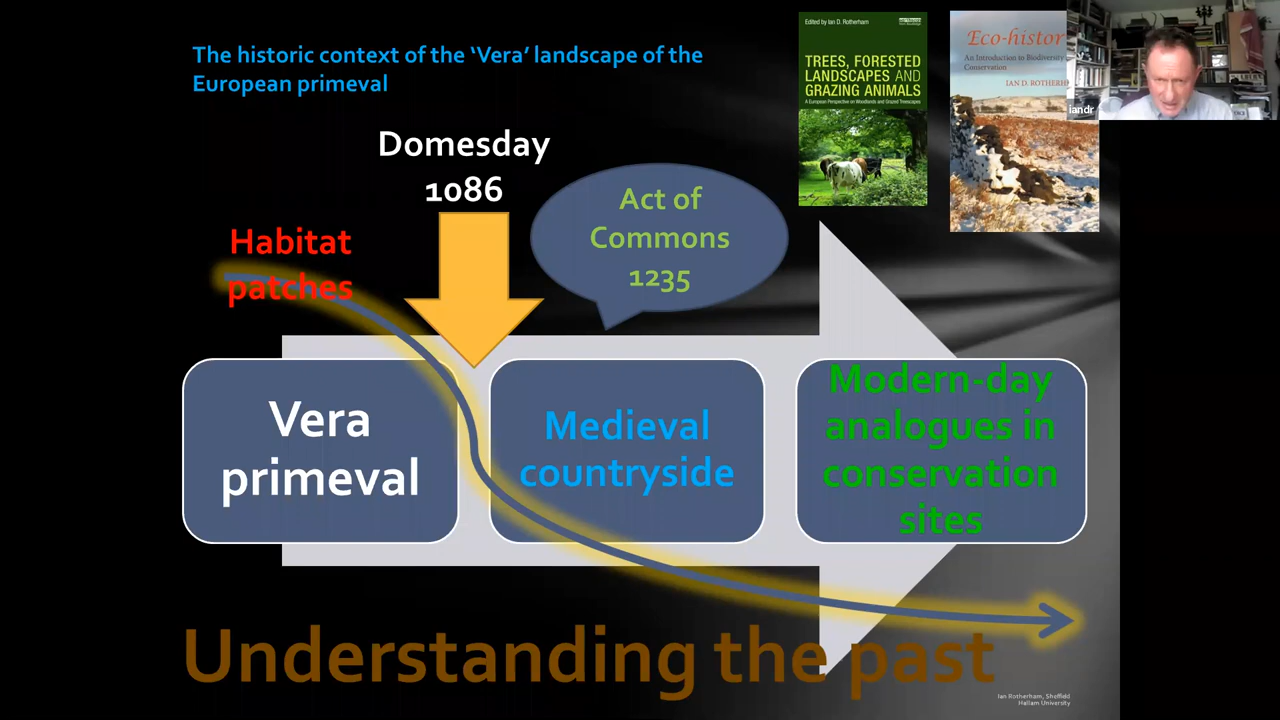 The historic context of the ‘Vera’ landscape of the
European primeval
Edited by Ian D. Rotherham
TREES, FORESTED
LANDSCAPES AND
GRAZING ANIMALS
A European Perspective on Woodlands and Grazed Treescapes
Eco-histor
An Introduction to Biodiversity
Conservation
IAN D. ROTHERH
iandr
Domesday
1086
Act of
Commons
1235
Habitat
patches
Vera
primeval
Medieval
countryside
Modern-day
analogues in
conservation
sites
Understanding the past
Ian Rotherham, Sheffield
Hallam University